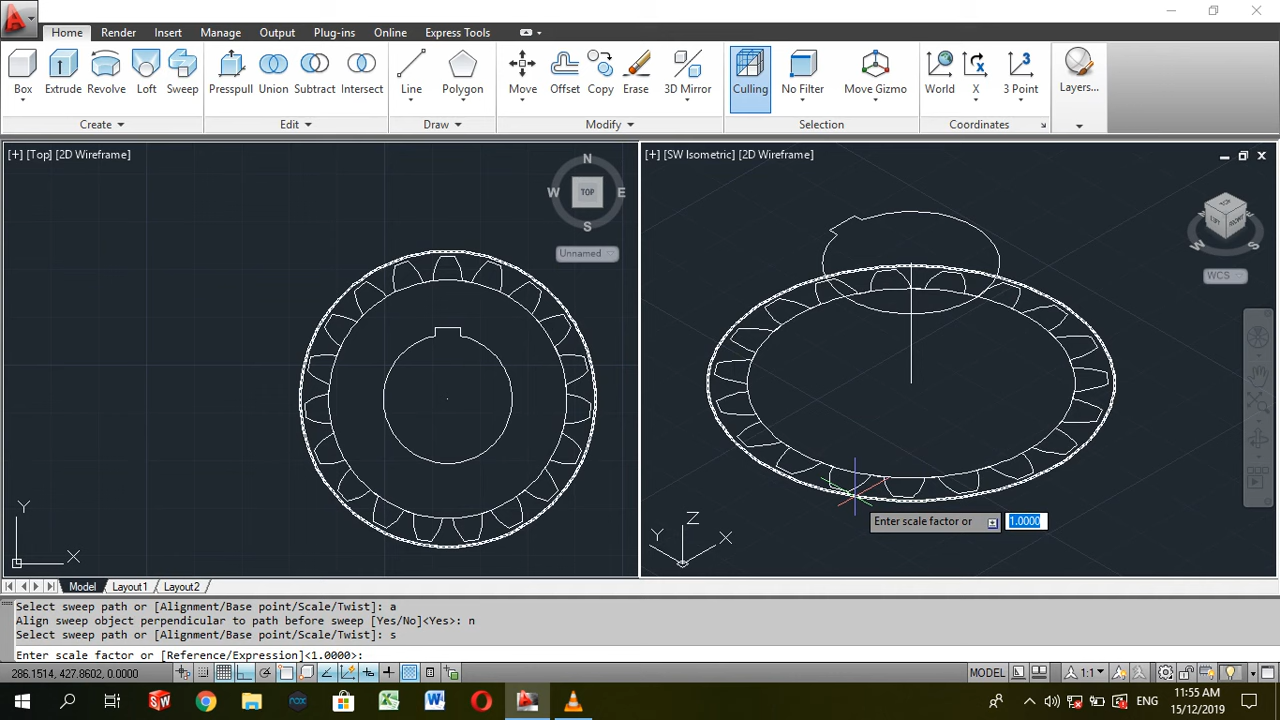 Home Render Insert Manage Output Plug-ins Online Express Tools
Box Extrude Revolve Loft Sweep Presspull Union Subtract Intersect Line Polygon Move Offset Copy Erase 3D Mirror Culling No Filter Move Gizmo World X 3 Point Layers...
Create Edit Draw Modify Selection Coordinates
[+] [Top] [2D Wireframe]
N
W TOP E
S
Unnamed
Y
X
[+] [SW Isometric] [2D Wireframe]
W S
WCS
Z
Y X
Enter scale factor or 1.0000
Model Layout1 Layout2
Select sweep path or [Alignment/Base point/Scale/Twist]: a
Align sweep object perpendicular to path before sweep [Yes/No]<Yes>: n
Select sweep path or [Alignment/Base point/Scale/Twist]: s
Enter scale factor or [Reference/Expression]<1.0000>:
286.1514, 427.8602, 0.0000 MODEL 1:1
ENG
11:55 AM
15/12/2019